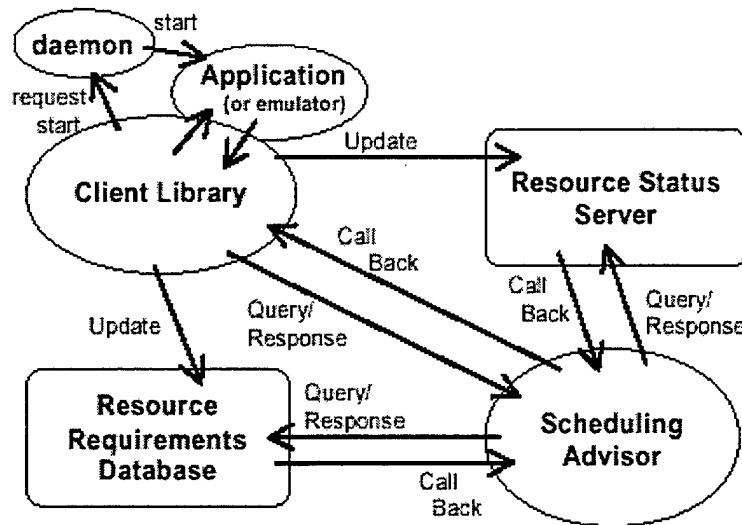 start
daemon
Application
(or emulator)
request
start
Update
Client Library
Resource Status
Server
Call
Back
Call
Back
Query/
Response
Update
Query/
Response
Resource
Requirements
Database
Query/
Response
Scheduling
Advisor
Call
Back